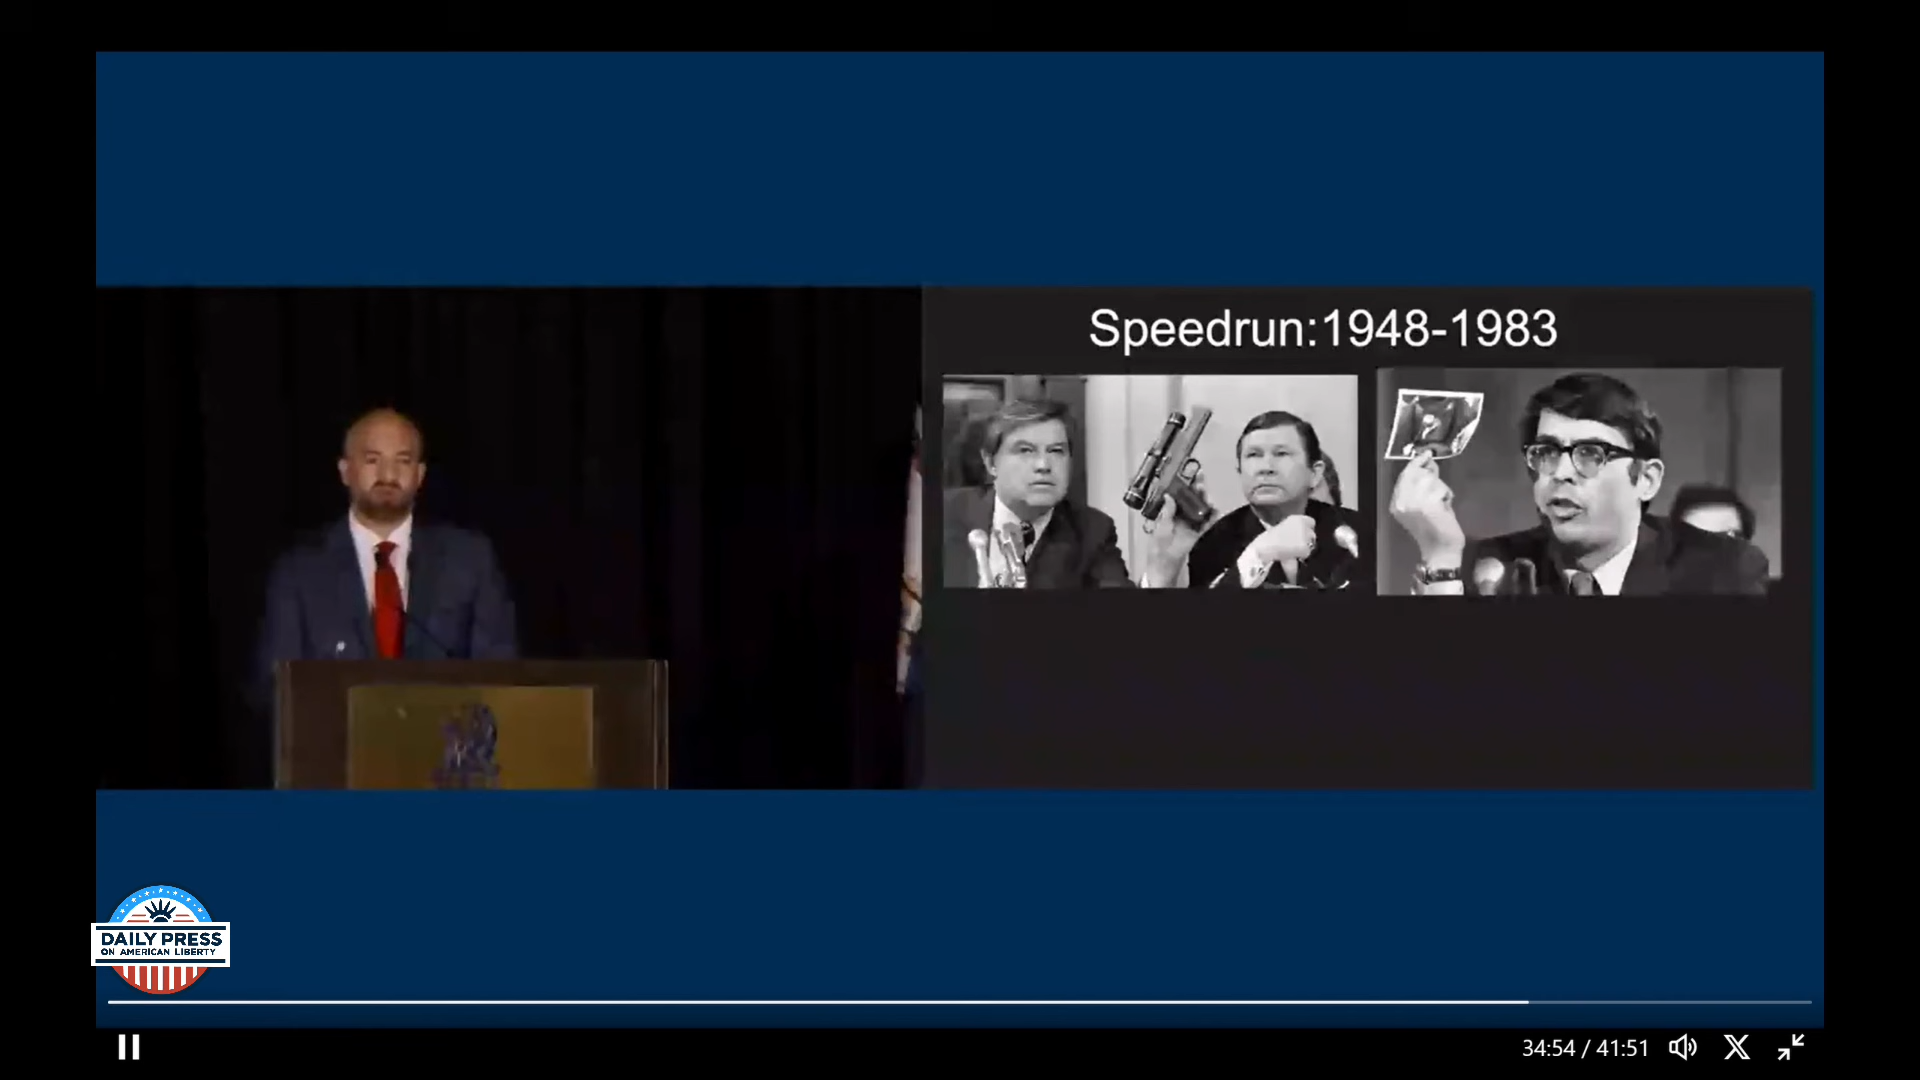 Speedrun:1948-1983
DAILY PRESS
ON AMERICAN LIBERTY
34:54 / 41:51